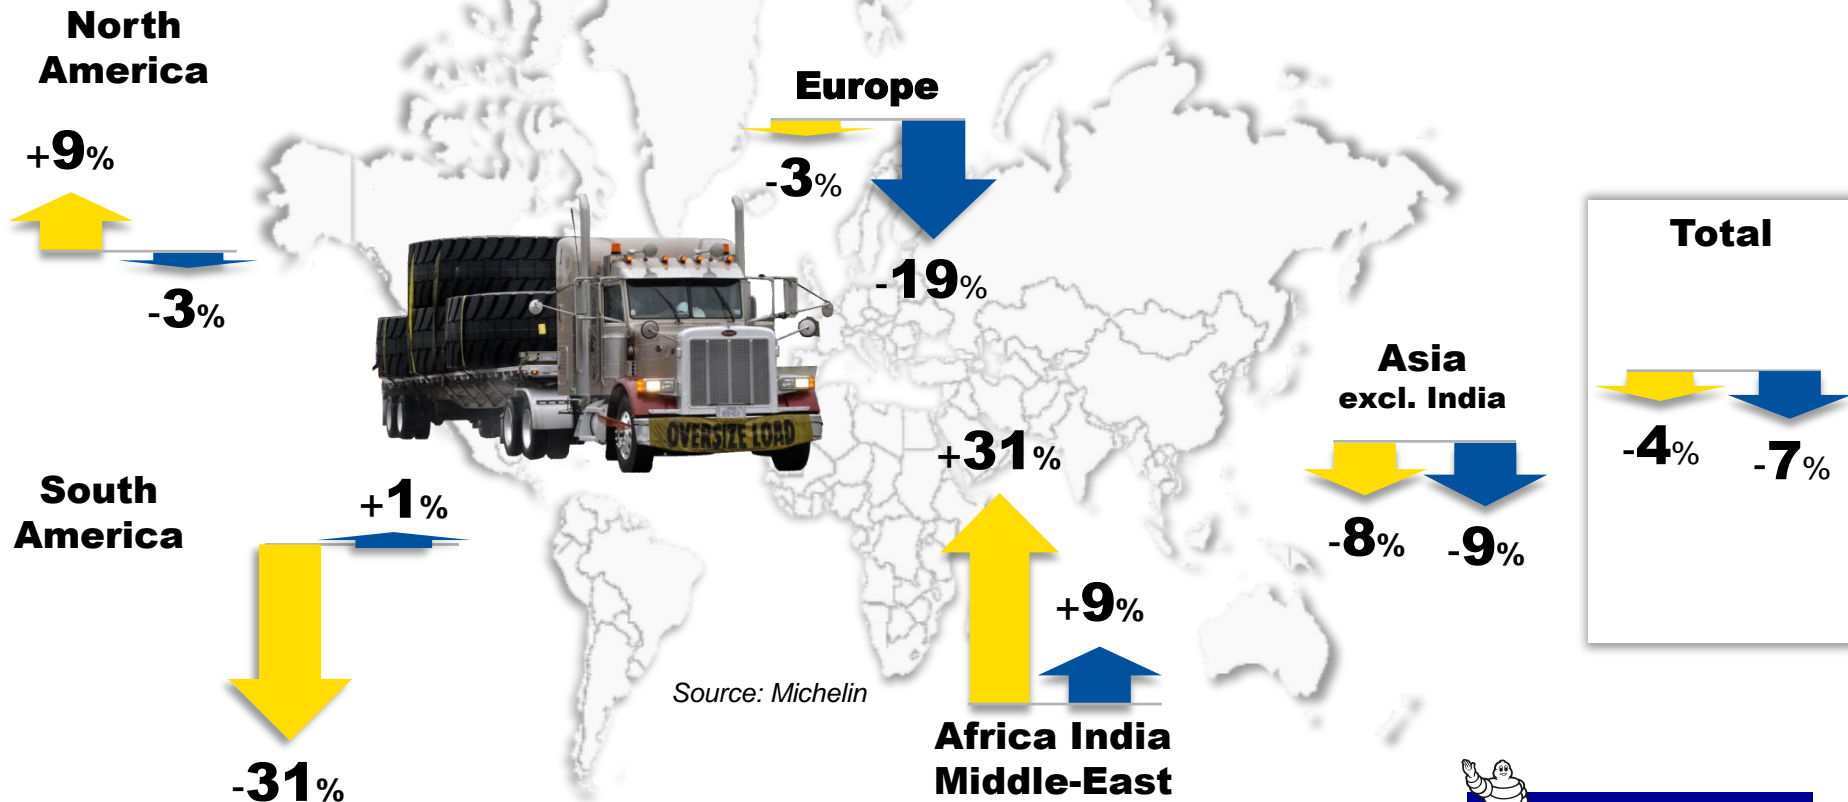 North
America
+9%
-3%
Europe
-3%
-19%
Total
-4%
-7%
Asia
excl. India
-8%
-9%
OVERSIZE LOAD
South
America
+1%
-31%
+31%
+9%
Source: Michelin
Africa India
Middle-East